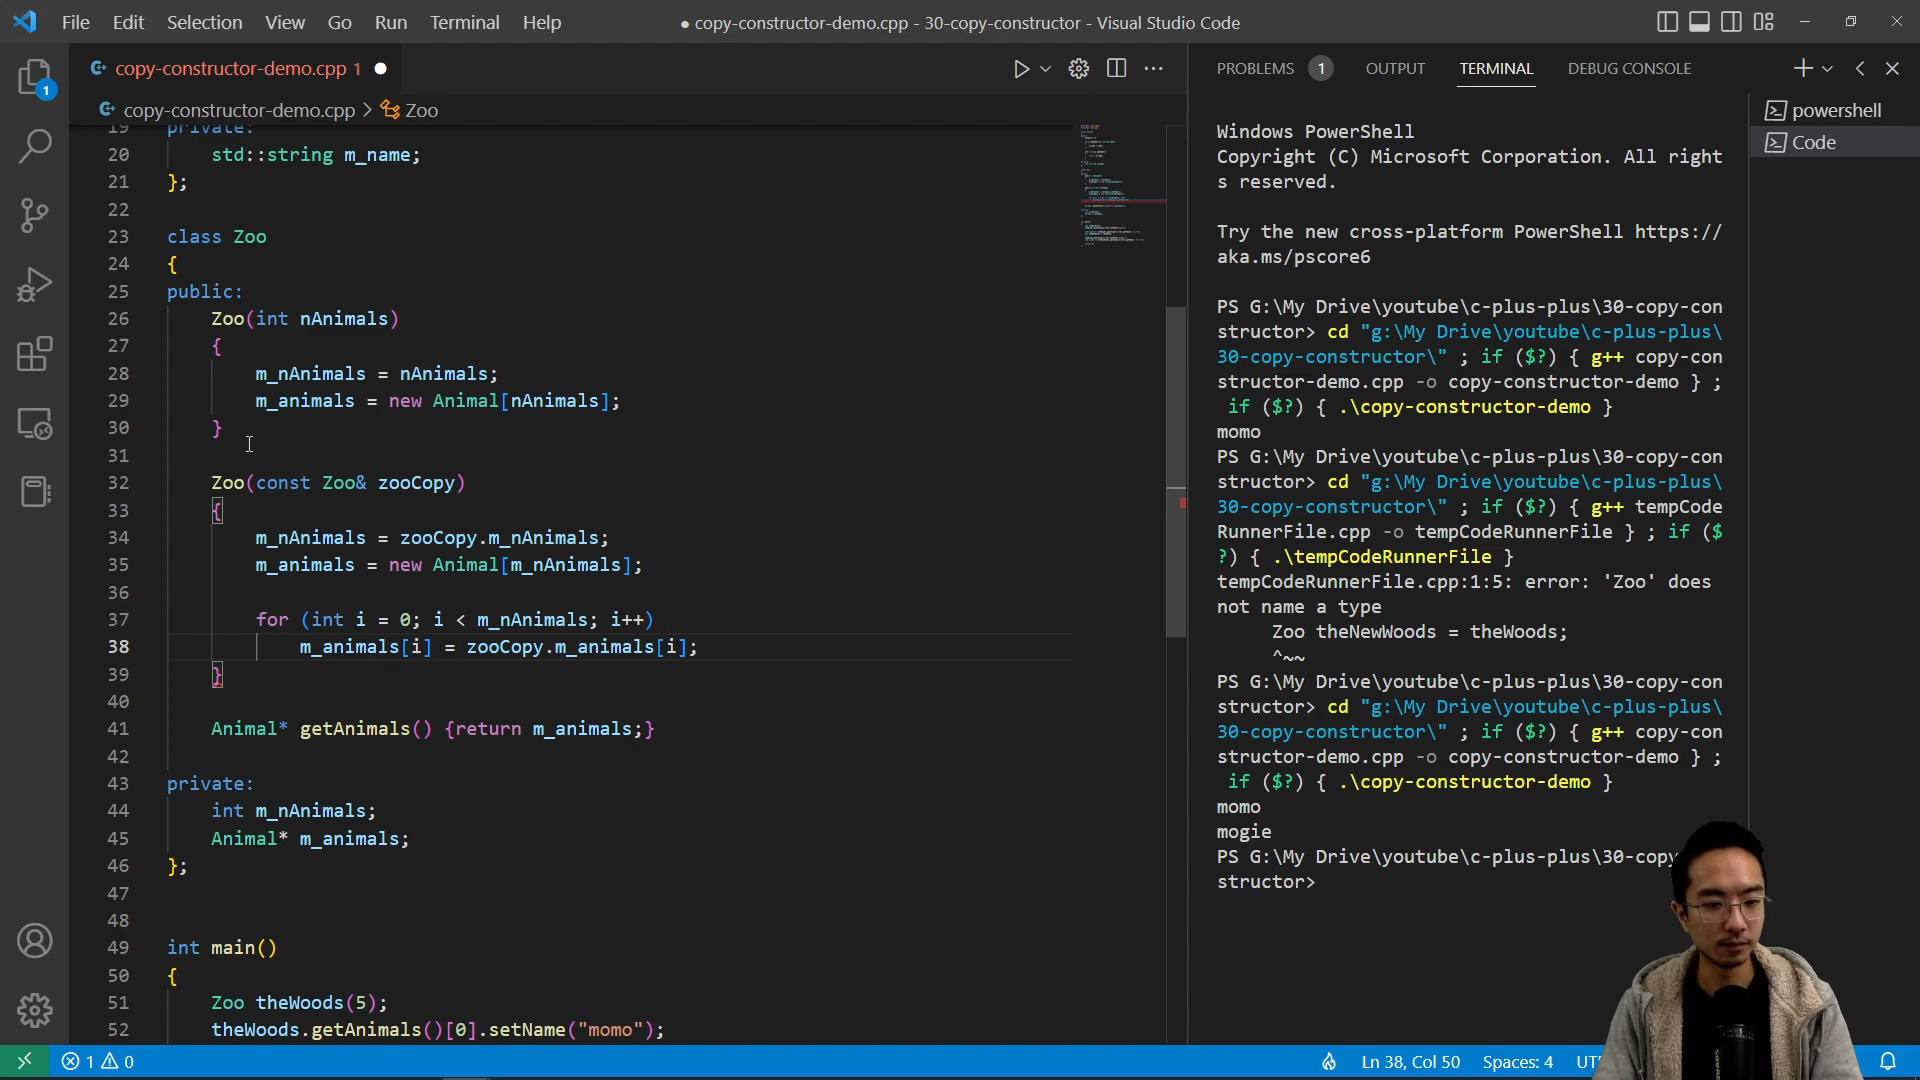 File Edit Selection View Go Run Terminal Help
● copy-constructor-demo.cpp - 30-copy-constructor - Visual Studio Code
copy-constructor-demo.cpp 1 ●
copy-constructor-demo.cpp > Zoo
19 private:
20 std::string m_name;
21 };
22
23 class Zoo
24 {
25 public:
26 Zoo(int nAnimals)
27 {
28 m_nAnimals = nAnimals;
29 m_animals = new Animal[nAnimals];
30 }
31
32 Zoo(const Zoo& zooCopy)
33 {
34 m_nAnimals = zooCopy.m_nAnimals;
35 m_animals = new Animal[m_nAnimals];
36
37 for (int i = 0; i < m_nAnimals; i++)
38 m_animals[i] = zooCopy.m_animals[i];
39 }
40
41 Animal* getAnimals() {return m_animals;}
42
43 private:
44 int m_nAnimals;
45 Animal* m_animals;
46 };
47
48
49 int main()
50 {
51 Zoo theWoods(5);
52 theWoods.getAnimals()[0].setName("momo");
PROBLEMS 1 OUTPUT TERMINAL DEBUG CONSOLE
powershell
Code
Windows PowerShell
Copyright (C) Microsoft Corporation. All right
s reserved.
Try the new cross-platform PowerShell https://
aka.ms/pscore6
PS G:\My Drive\youtube\c-plus-plus\30-copy-con
structor> cd "g:\My Drive\youtube\c-plus-plus\
30-copy-constructor\" ; if ($?) { g++ copy-con
structor-demo.cpp -o copy-constructor-demo } ;
if ($?) { .\copy-constructor-demo }
momo
PS G:\My Drive\youtube\c-plus-plus\30-copy-con
structor> cd "g:\My Drive\youtube\c-plus-plus\
30-copy-constructor\" ; if ($?) { g++ tempCode
RunnerFile.cpp -o tempCodeRunnerFile } ; if ($
?) { .\tempCodeRunnerFile }
tempCodeRunnerFile.cpp:1:5: error: 'Zoo' does
not name a type
Zoo theNewWoods = theWoods;
^~~
PS G:\My Drive\youtube\c-plus-plus\30-copy-con
structor> cd "g:\My Drive\youtube\c-plus-plus\
30-copy-constructor\" ; if ($?) { g++ copy-con
structor-demo.cpp -o copy-constructor-demo } ;
if ($?) { .\copy-constructor-demo }
momo
mogie
PS G:\My Drive\youtube\c-plus-plus\30-copy
structor>
1
1 0
Ln 38, Col 50 Spaces: 4 UT